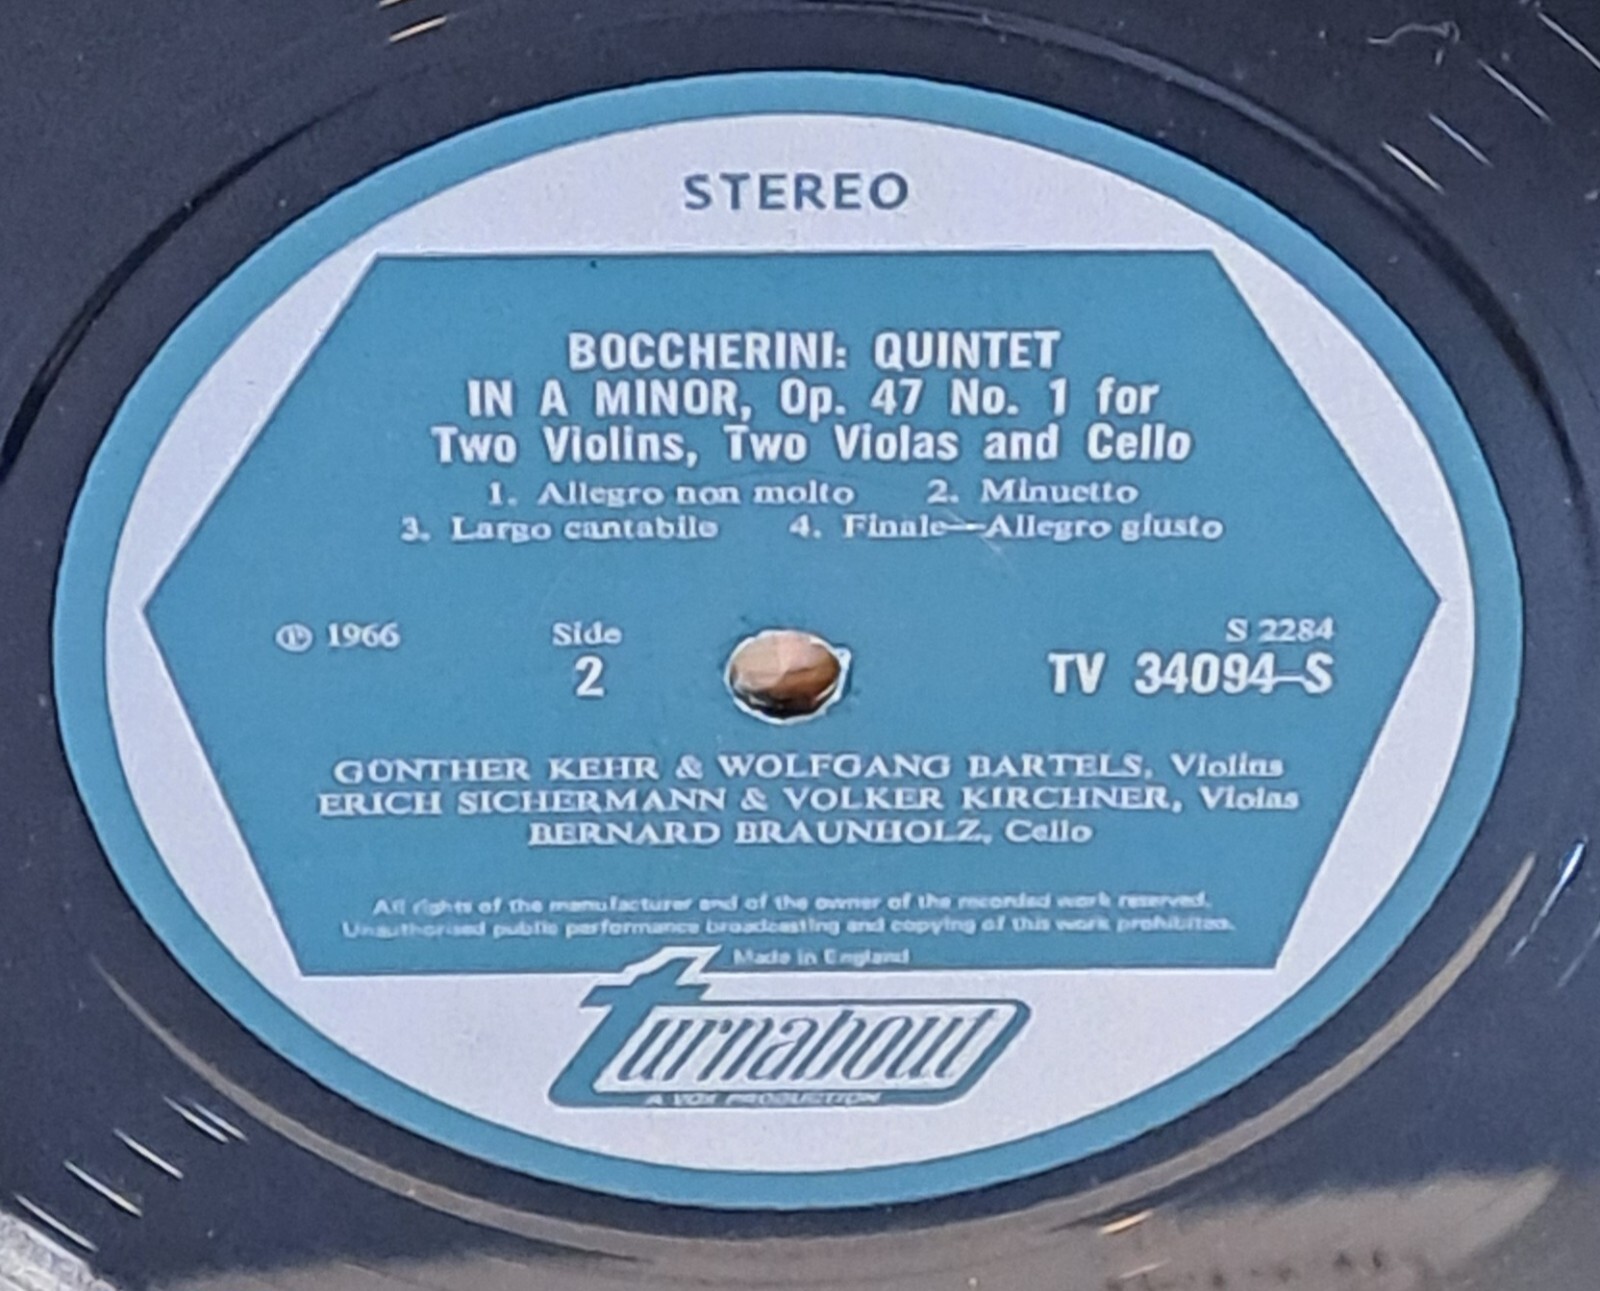 STEREO
BOCCHERINI: QUINTET
IN A MINOR, Op. 47 No. 1 for
Two Violins, Two Violas and Cello
1. Allegro non molto 2. Minuetto
3. Largo cantabile 4. Finale—Allegro giusto
℗ 1966 Side S 2284
2 TV 34094-S
GÜNTHER KEHR & WOLFGANG BARTELS, Violins
ERICH SICHERMANN & VOLKER KIRCHNER, Violas
BERNARD BRAUNHOLZ, Cello
All rights of the manufacturer and of the owner of the recorded work reserved.
Unauthorised public performance broadcasting and copying of this work prohibited.
Made in England
turnabout
A VOX PRODUCTION